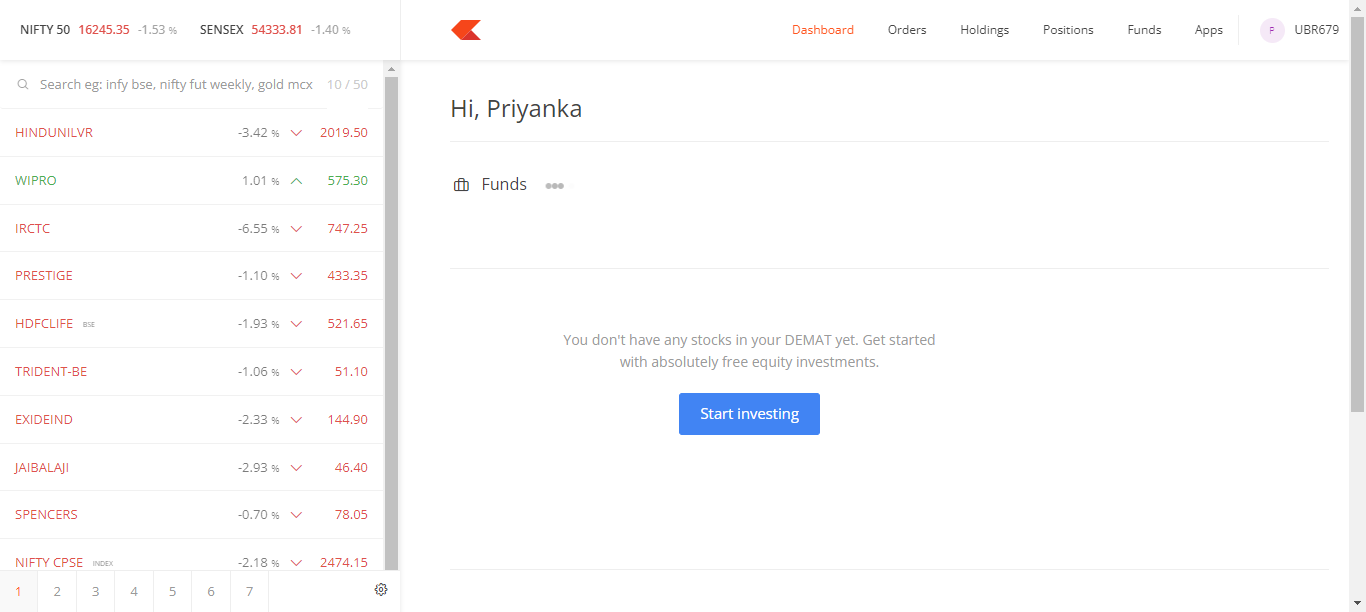 NIFTY 50 16245.35 -1.53 % SENSEX 54333.81 -1.40 %
Dashboard Orders Holdings Positions Funds Apps P UBR679
Search eg: infy bse, nifty fut weekly, gold mcx 10 / 50
HINDUNILVR -3.42 % 2019.50
WIPRO 1.01 % 575.30
IRCTC -6.55 % 747.25
PRESTIGE -1.10 % 433.35
HDFCLIFE BSE -1.93 % 521.65
TRIDENT-BE -1.06 % 51.10
EXIDEIND -2.33 % 144.90
JAIBALAJI -2.93 % 46.40
SPENCERS -0.70 % 78.05
NIFTY CPSE INDEX -2.18 % 2474.15
1 2 3 4 5 6 7
Hi, Priyanka
Funds
You don't have any stocks in your DEMAT yet. Get started
with absolutely free equity investments.
Start investing